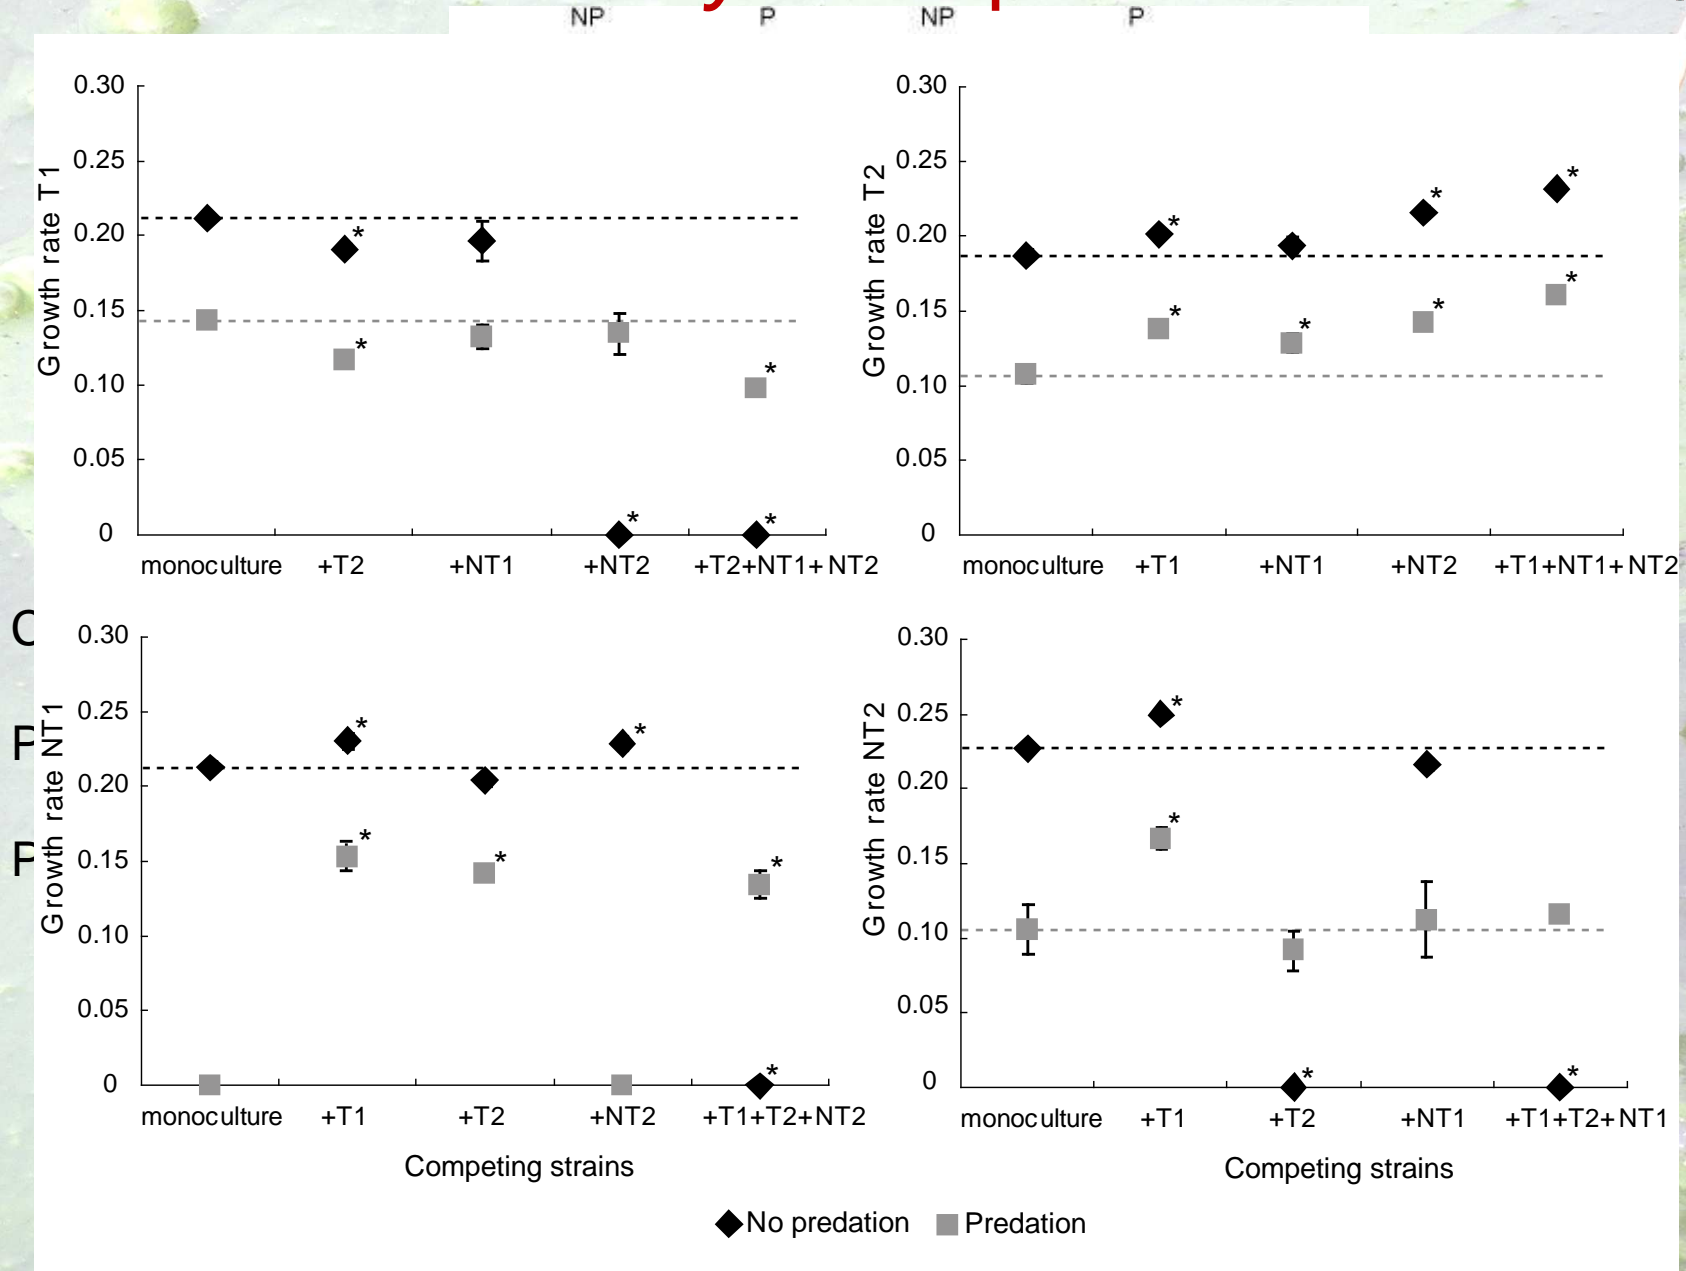 NP P NP P
0.30
0.25
0.20
0.15
0.10
0.05
0
Growth rate T1
* * * * * *
monoculture +T2 +NT1 +NT2 +T2+NT1+NT2
0.30
0.25
0.20
0.15
0.10
0.05
0
Growth rate T2
* * * * * * *
monoculture +T1 +NT1 +NT2 +T1+NT1+NT2
0.30
0.25
0.20
0.15
0.10
0.05
0
Growth rate NT1
* * * * * *
monoculture +T1 +T2 +NT2 +T1+T2+NT2
Competing strains
0.30
0.25
0.20
0.15
0.10
0.05
0
Growth rate NT2
* * * *
monoculture +T1 +T2 +NT1 +T1+T2+NT1
Competing strains
No predation Predation
C
P
P